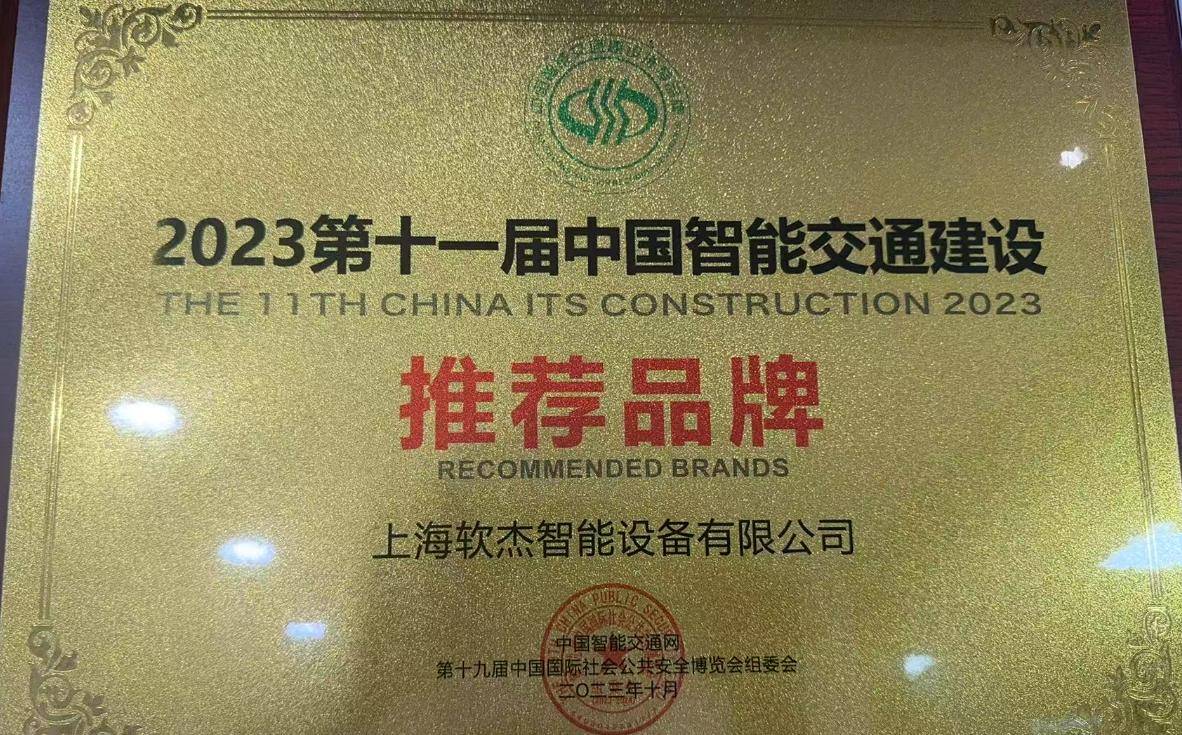 2023第十一届中国智能交通建设
THE 11TH CHINA ITS CONSTRUCTION 2023
推荐品牌
RECOMMENDED BRANDS
上海软杰智能设备有限公司
CHINA PUBLIC SECU
中国智能交通网
第十九届中国国际社会公共安全博览会组委会
二〇二三年十月